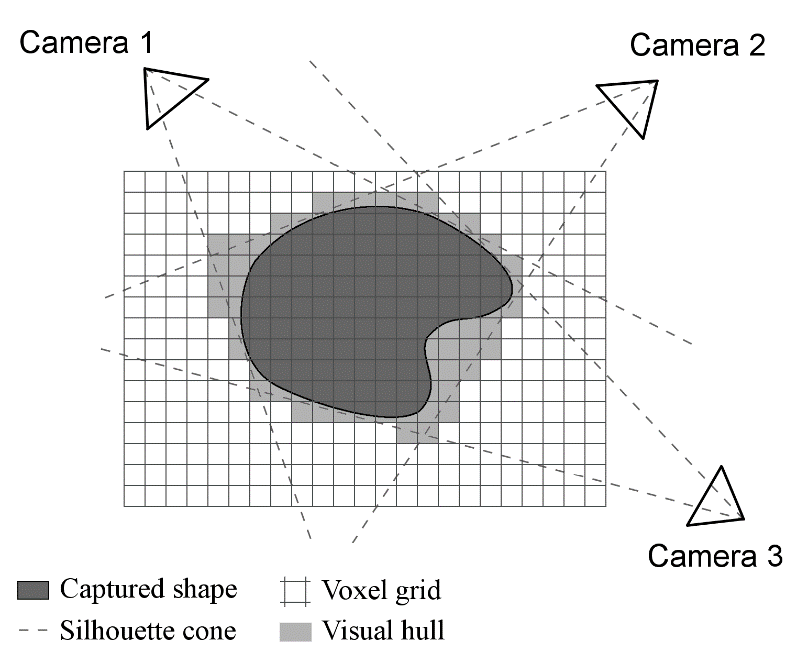 Camera 1
Camera 2
Camera 3
Captured shape
Voxel grid
Silhouette cone
Visual hull